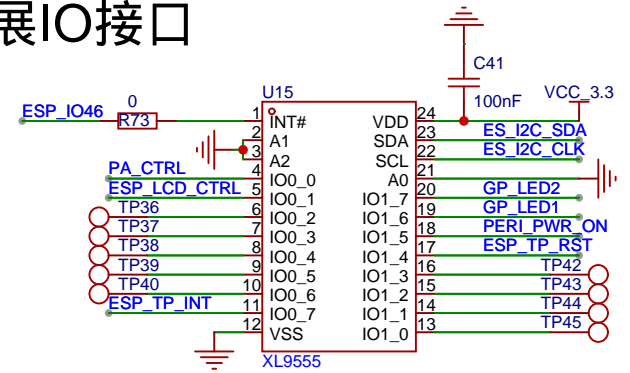 展IO接口
C41
100nF
VCC_3.3
U15
0
ESP_IO46
R73
1 INT# VDD 24
2 A1 SDA 23 ES_I2C_SDA
3 A2 SCL 22 ES_I2C_CLK
PA_CTRL 4 IO0_0 A0 21
ESP_LCD_CTRL 5 IO0_1 IO1_7 20 GP_LED2
TP36 6 IO0_2 IO1_6 19 GP_LED1
TP37 7 IO0_3 IO1_5 18 PERI_PWR_ON
TP38 8 IO0_4 IO1_4 17 ESP_TP_RST
TP39 9 IO0_5 IO1_3 16 TP42
TP40 10 IO0_6 IO1_2 15 TP43
ESP_TP_INT 11 IO0_7 IO1_1 14 TP44
12 VSS IO1_0 13 TP45
XL9555